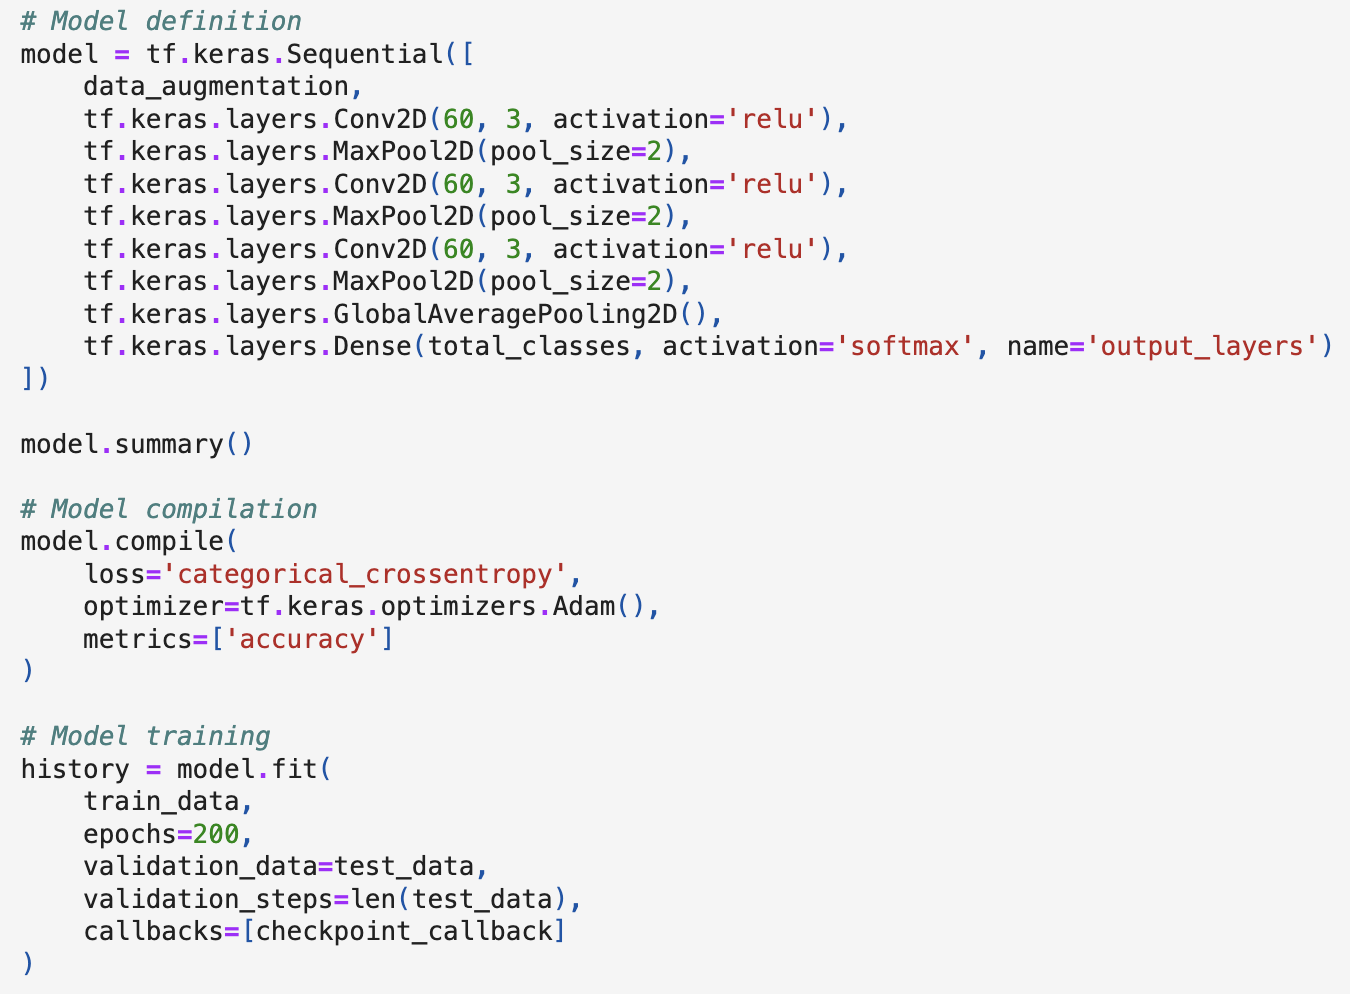 # Model definition
model = tf.keras.Sequential([
    data_augmentation,
    tf.keras.layers.Conv2D(60, 3, activation='relu'),
    tf.keras.layers.MaxPool2D(pool_size=2),
    tf.keras.layers.Conv2D(60, 3, activation='relu'),
    tf.keras.layers.MaxPool2D(pool_size=2),
    tf.keras.layers.Conv2D(60, 3, activation='relu'),
    tf.keras.layers.MaxPool2D(pool_size=2),
    tf.keras.layers.GlobalAveragePooling2D(),
    tf.keras.layers.Dense(total_classes, activation='softmax', name='output_layers')
])

model.summary()

# Model compilation
model.compile(
    loss='categorical_crossentropy',
    optimizer=tf.keras.optimizers.Adam(),
    metrics=['accuracy']
)

# Model training
history = model.fit(
    train_data,
    epochs=200,
    validation_data=test_data,
    validation_steps=len(test_data),
    callbacks=[checkpoint_callback]
)